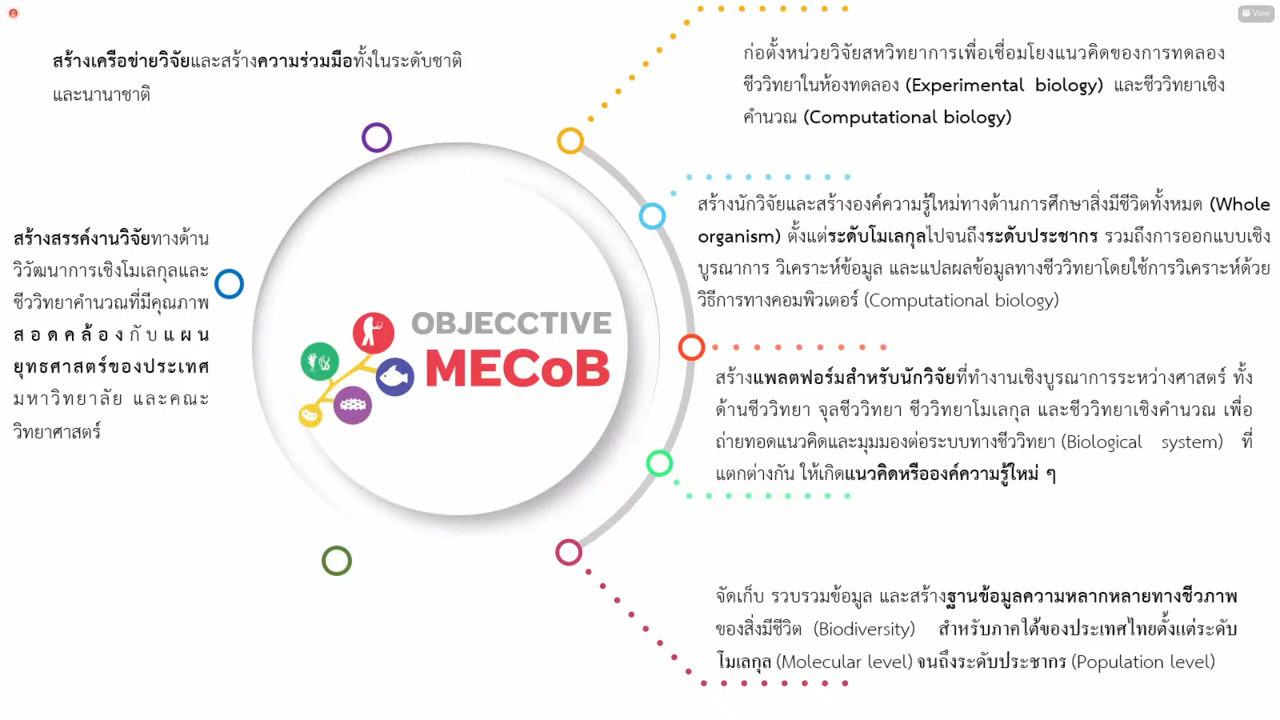 View
สร้างเครือข่ายวิจัยและสร้างความร่วมมือทั้งในระดับชาติ
และนานาชาติ
ก่อตั้งหน่วยวิจัยสหวิทยาการเพื่อเชื่อมโยงแนวคิดของการทดลอง
ชีววิทยาในห้องทดลอง (Experimental biology) และชีววิทยาเชิง
คำนวณ (Computational biology)
สร้างนักวิจัยและสร้างองค์ความรู้ใหม่ทางด้านการศึกษาสิ่งมีชีวิตทั้งหมด (Whole
organism) ตั้งแต่ระดับโมเลกุลไปจนถึงระดับประชากร รวมถึงการออกแบบเชิง
บูรณาการ วิเคราะห์ข้อมูล และแปลผลข้อมูลทางชีววิทยาโดยใช้การวิเคราะห์ด้วย
วิธีการทางคอมพิวเตอร์ (Computational biology)
สร้างสรรค์งานวิจัยทางด้าน
วิวัฒนาการเชิงโมเลกุลและ
ชีววิทยาคำนวณที่มีคุณภาพ
สอดคล้องกับแผน
ยุทธศาสตร์ของประเทศ
มหาวิทยาลัย และคณะ
วิทยาศาสตร์
OBJECCTIVE
MECoB
สร้างแพลตฟอร์มสำหรับนักวิจัยที่ทำงานเชิงบูรณาการระหว่างศาสตร์ ทั้ง
ด้านชีววิทยา จุลชีววิทยา ชีววิทยาโมเลกุล และชีววิทยาเชิงคำนวณ เพื่อ
ถ่ายทอดแนวคิดและมุมมองต่อระบบทางชีววิทยา (Biological system) ที่
แตกต่างกัน ให้เกิดแนวคิดหรือองค์ความรู้ใหม่ ๆ
จัดเก็บ รวบรวมข้อมูล และสร้างฐานข้อมูลความหลากหลายทางชีวภาพ
ของสิ่งมีชีวิต (Biodiversity) สำหรับภาคใต้ของประเทศไทยตั้งแต่ระดับ
โมเลกุล (Molecular level) จนถึงระดับประชากร (Population level)